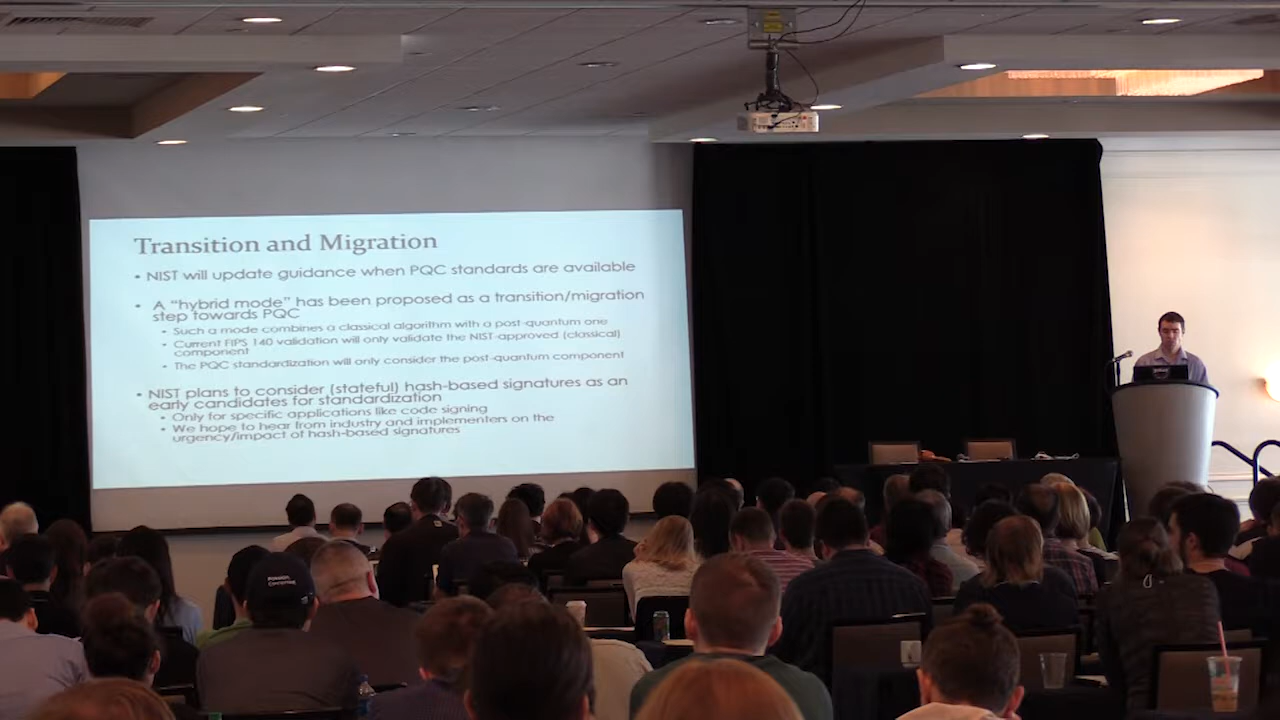 Transition and Migration
• NIST will update guidance when PQC standards are available
• A “hybrid mode” has been proposed as a transition/migration
step towards PQC
• Such a mode combines a classical algorithm with a post-quantum one
• Current FIPS 140 validation will only validate the NIST-approved (classical)
component
• The PQC standardization will only consider the post-quantum component
• NIST plans to consider (stateful) hash-based signatures as an
early candidates for standardization
• Only for specific applications like code signing
• We hope to hear from industry and implementers on the
urgency/impact of hash-based signatures